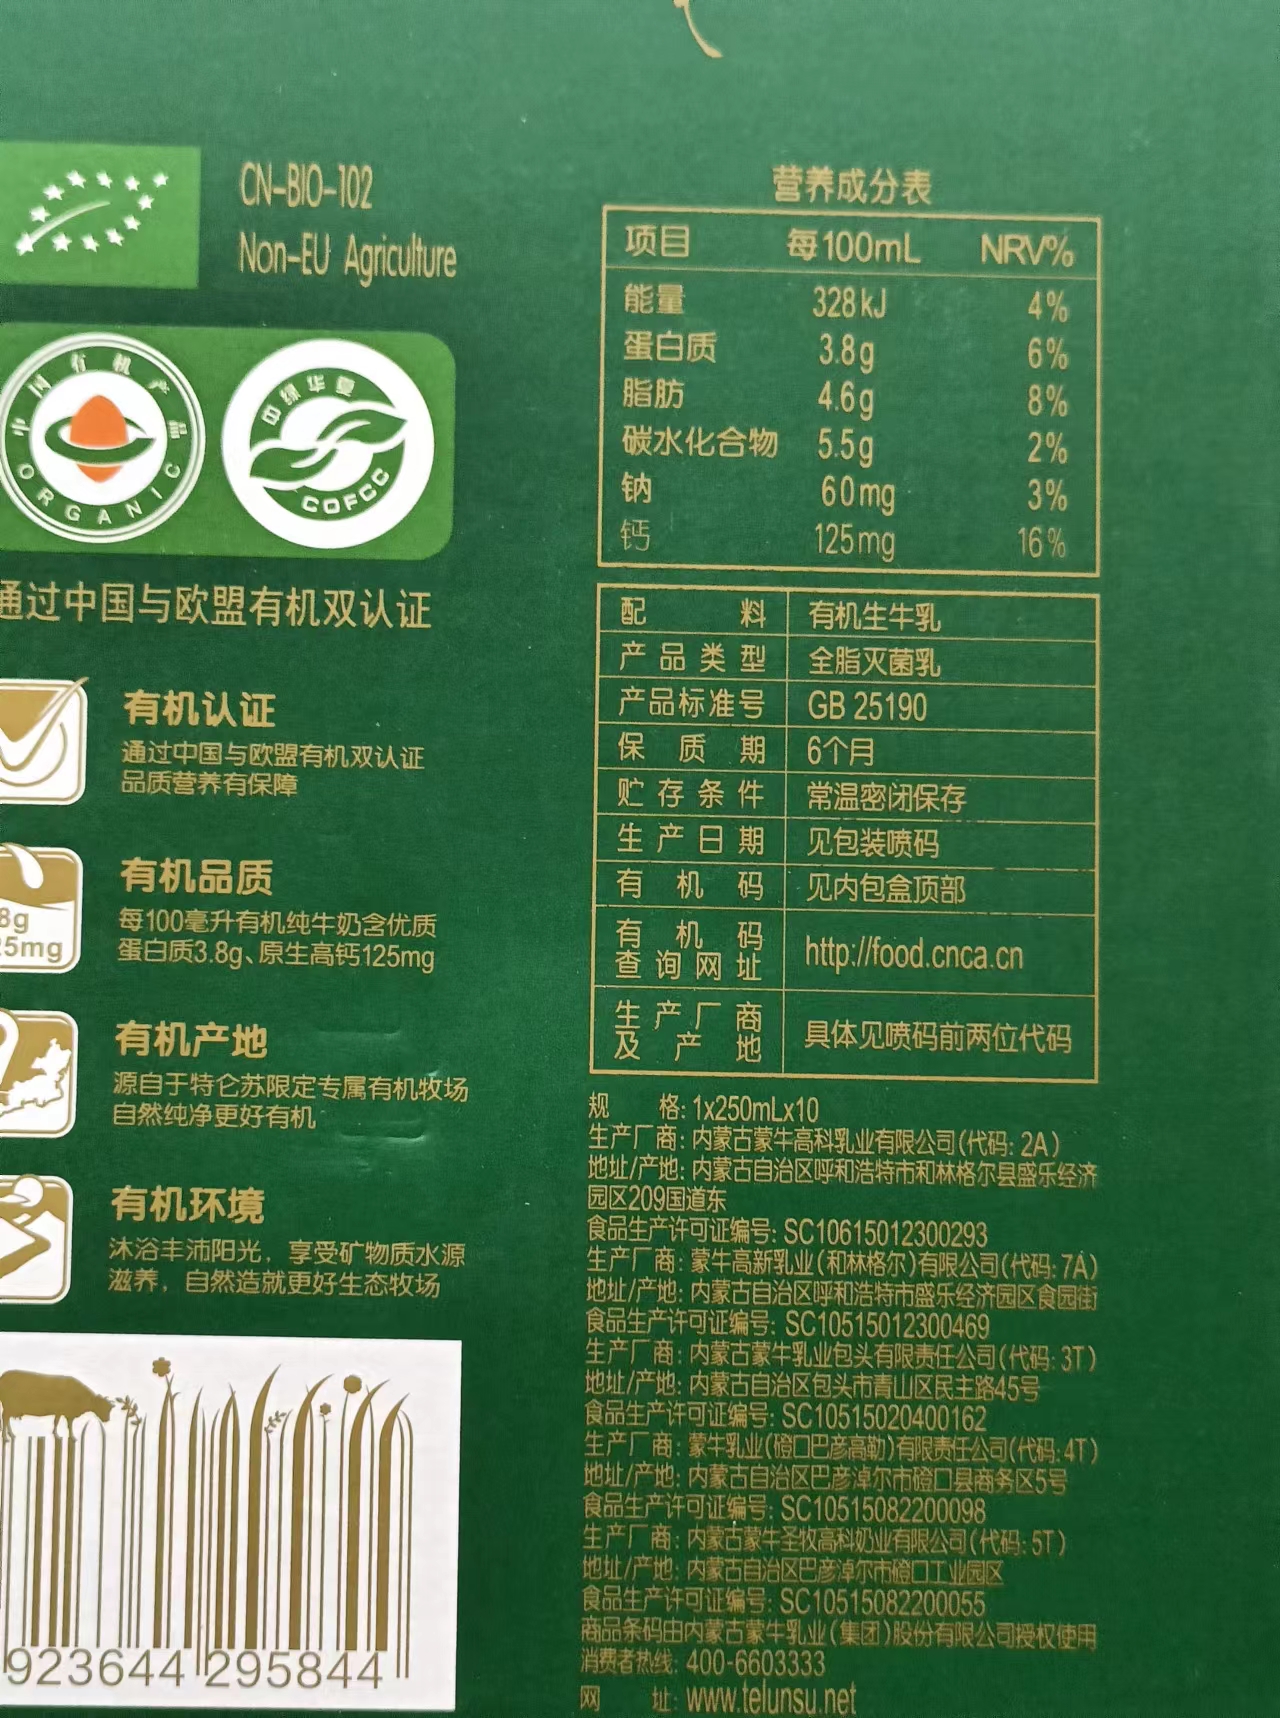 CN-BIO-102
Non-EU Agriculture
中国有机产品
ORGANIC
中绿华夏
COFCC
通过中国与欧盟有机双认证
有机认证
通过中国与欧盟有机双认证
品质营养有保障
8g
25mg
有机品质
每100毫升有机纯牛奶含优质
蛋白质3.8g、原生高钙125mg
有机产地
源自于特仑苏限定专属有机牧场
自然纯净更好有机
有机环境
沐浴丰沛阳光，享受矿物质水源
滋养，自然造就更好生态牧场
923644 295844
营养成分表
项目 每100mL NRV%
能量 328kJ 4%
蛋白质 3.8g 6%
脂肪 4.6g 8%
碳水化合物 5.5g 2%
钠 60mg 3%
钙 125mg 16%
配料 有机生牛乳
产品类型 全脂灭菌乳
产品标准号 GB 25190
保质期 6个月
贮存条件 常温密闭保存
生产日期 见包装喷码
有机码 见内包盒顶部
有机码
查询网址 http://food.cnca.cn
生产厂商
及产地 具体见喷码前两位代码
规格: 1x250mLx10
生产厂商: 内蒙古蒙牛高科乳业有限公司(代码: 2A)
地址/产地: 内蒙古自治区呼和浩特市和林格尔县盛乐经济
园区209国道东
食品生产许可证编号: SC10615012300293
生产厂商: 蒙牛高新乳业(和林格尔)有限公司(代码: 7A)
地址/产地: 内蒙古自治区呼和浩特市盛乐经济园区食园街
食品生产许可证编号: SC10515012300469
生产厂商: 内蒙古蒙牛乳业包头有限责任公司(代码: 3T)
地址/产地: 内蒙古自治区包头市青山区民主路45号
食品生产许可证编号: SC10515020400162
生产厂商: 蒙牛乳业(磴口巴彦高勒)有限责任公司(代码: 4T)
地址/产地: 内蒙古自治区巴彦淖尔市磴口县商务区5号
食品生产许可证编号: SC10515082200098
生产厂商: 内蒙古蒙牛圣牧高科奶业有限公司(代码: 5T)
地址/产地: 内蒙古自治区巴彦淖尔市磴口工业园区
食品生产许可证编号: SC10515082200055
商品条码由内蒙古蒙牛乳业(集团)股份有限公司授权使用
消费者热线: 400-6603333
网址: www.telunsu.net